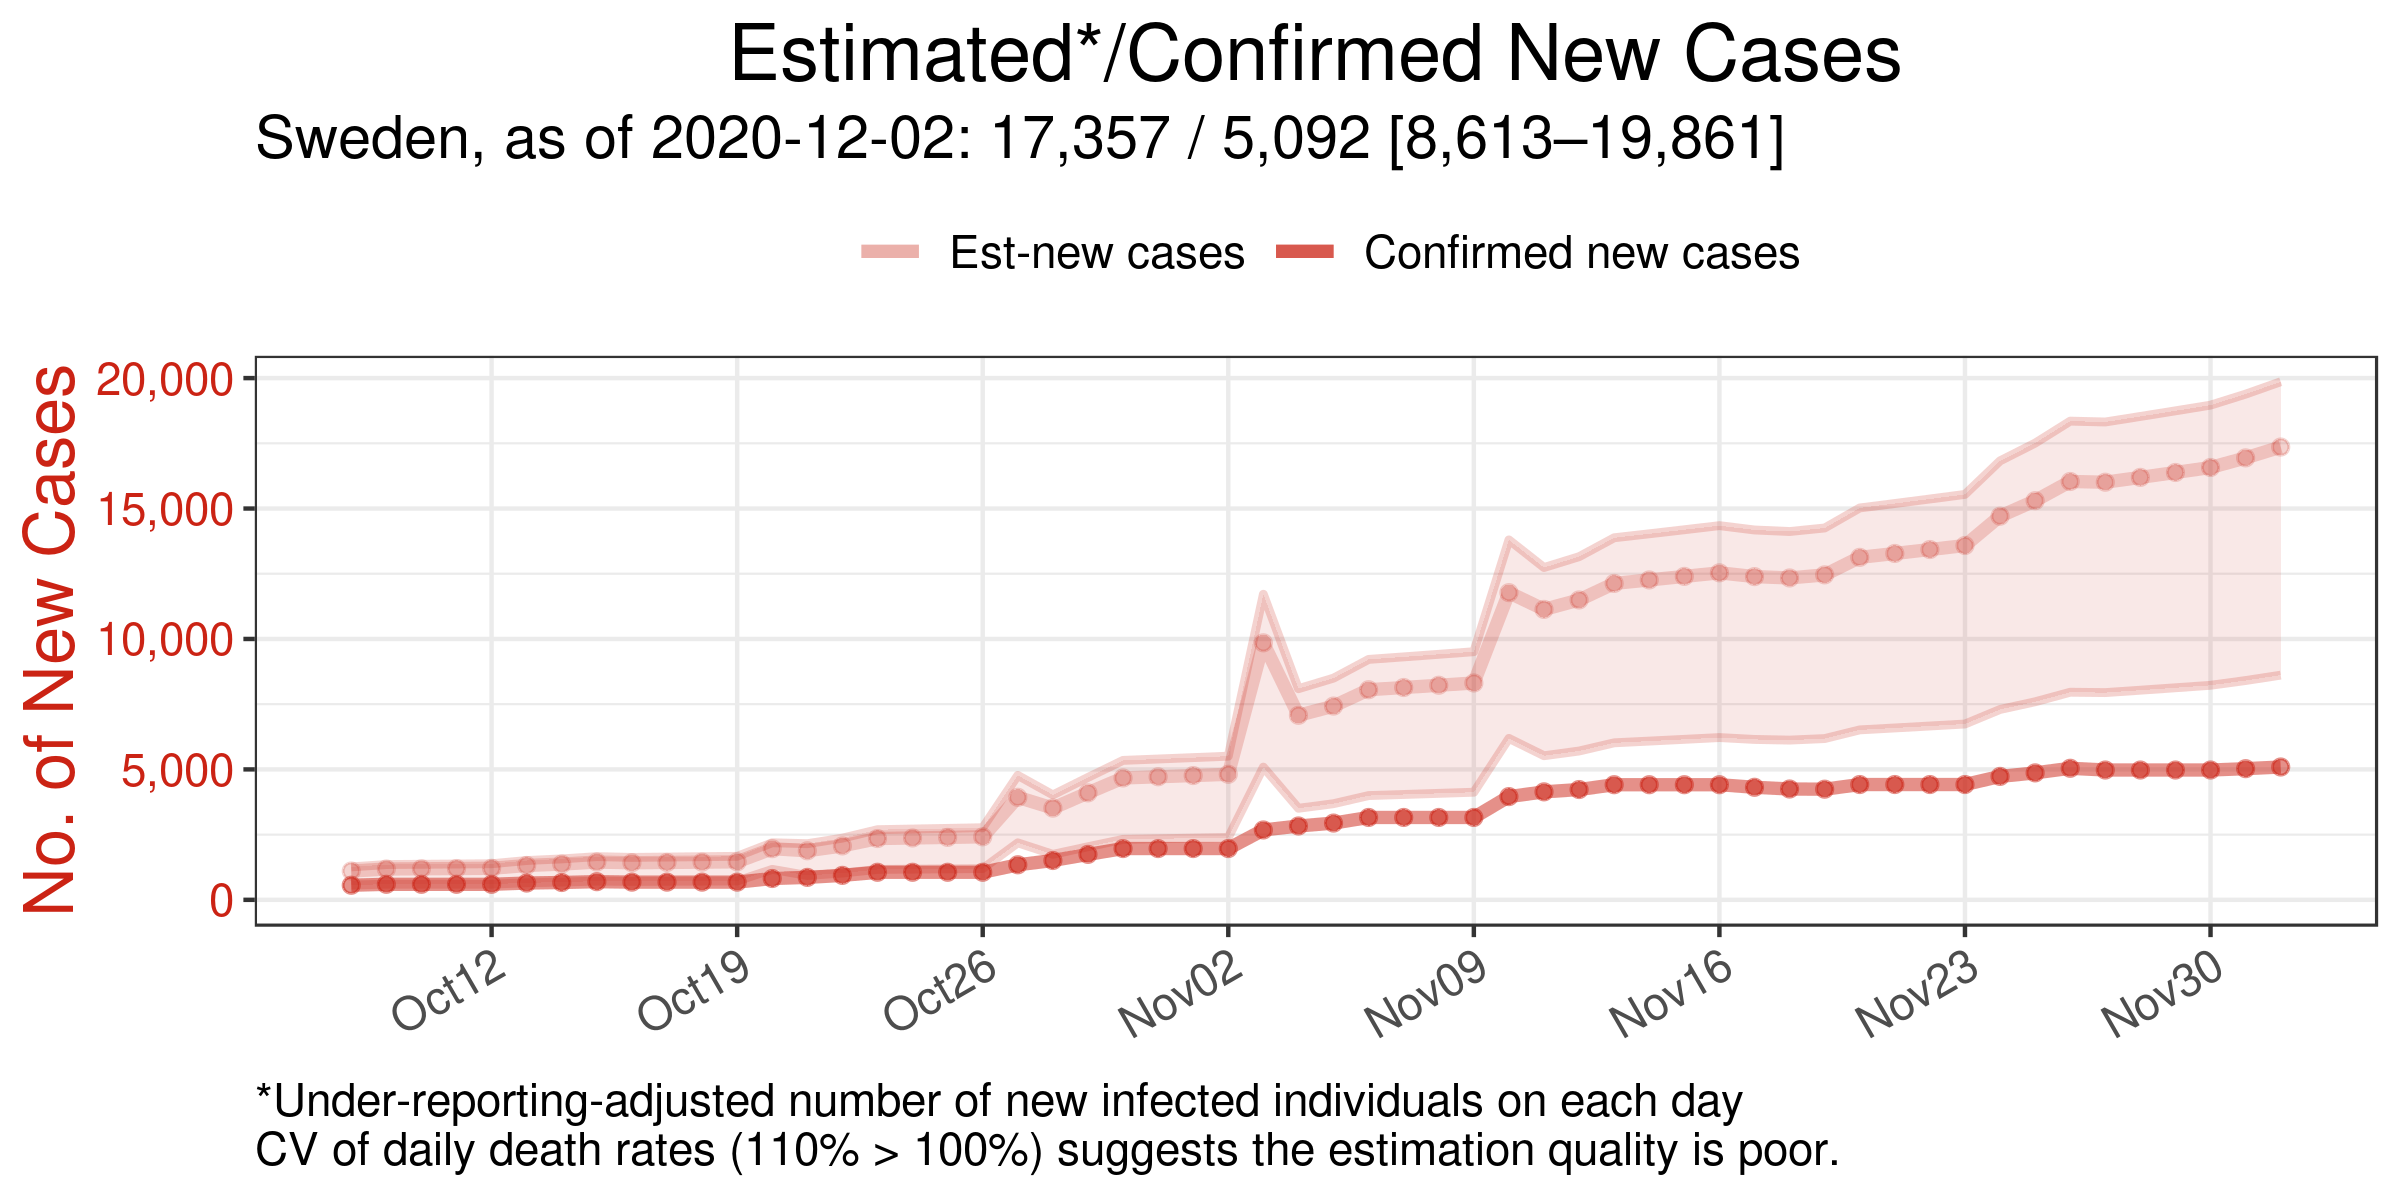 Estimated*/Confirmed New Cases
Sweden, as of 2020-12-02: 17,357 / 5,092 [8,613–19,861]
Est-new cases Confirmed new cases
No. of New Cases
20,000
15,000
10,000
5,000
0
Oct12 Oct19 Oct26 Nov02 Nov09 Nov16 Nov23 Nov30
*Under-reporting-adjusted number of new infected individuals on each day
CV of daily death rates (110% > 100%) suggests the estimation quality is poor.